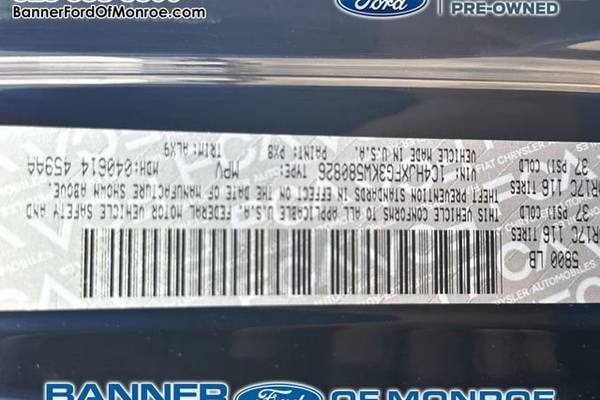 BannerFordOfMonroe.com
Ford
PRE-OWNED
5800 LB
R17C 116 TIRES
37 PSI) COLD
R17C 116 TIRES
37 PSI) COLD
THIS VEHICLE CONFORMS TO ALL APPLICABLE U.S.A. FEDERAL MOTOR VEHICLE SAFETY AND
THEFT PREVENTION STANDARDS IN EFFECT ON THE DATE OF MANUFACTURE SHOWN ABOVE.
VIN: 1C4HJXFG3KW580826 TYPE: MPV MDH:040614 459AA
VEHICLE MADE IN U.S.A. PAINT: PX8 TRIM: ALX9
BANNER Ford OF MONROE